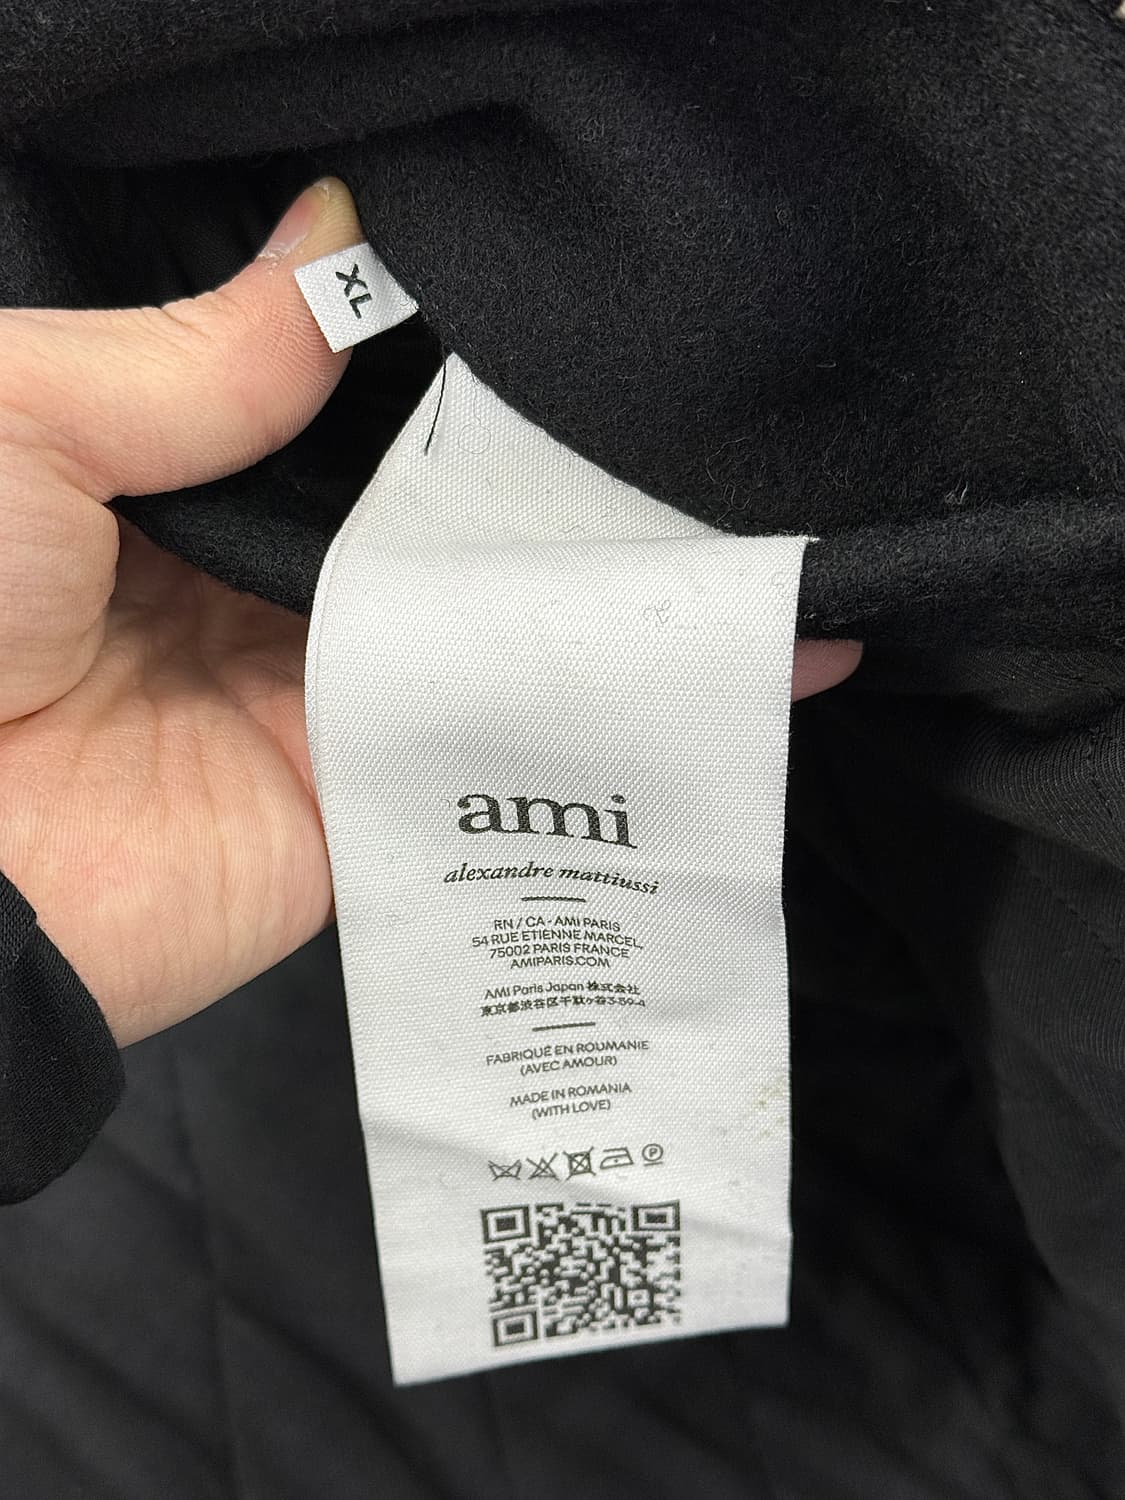 XL
ami
alexandre mattiussi
RN / CA - AMI PARIS
54 RUE ETIENNE MARCEL,
75002 PARIS FRANCE
AMIPARIS.COM
AMI Paris Japan 株式会社
東京都渋谷区千駄ヶ谷3-59-4
FABRIQUÉ EN ROUMANIE
(AVEC AMOUR)
MADE IN ROMANIA
(WITH LOVE)
P